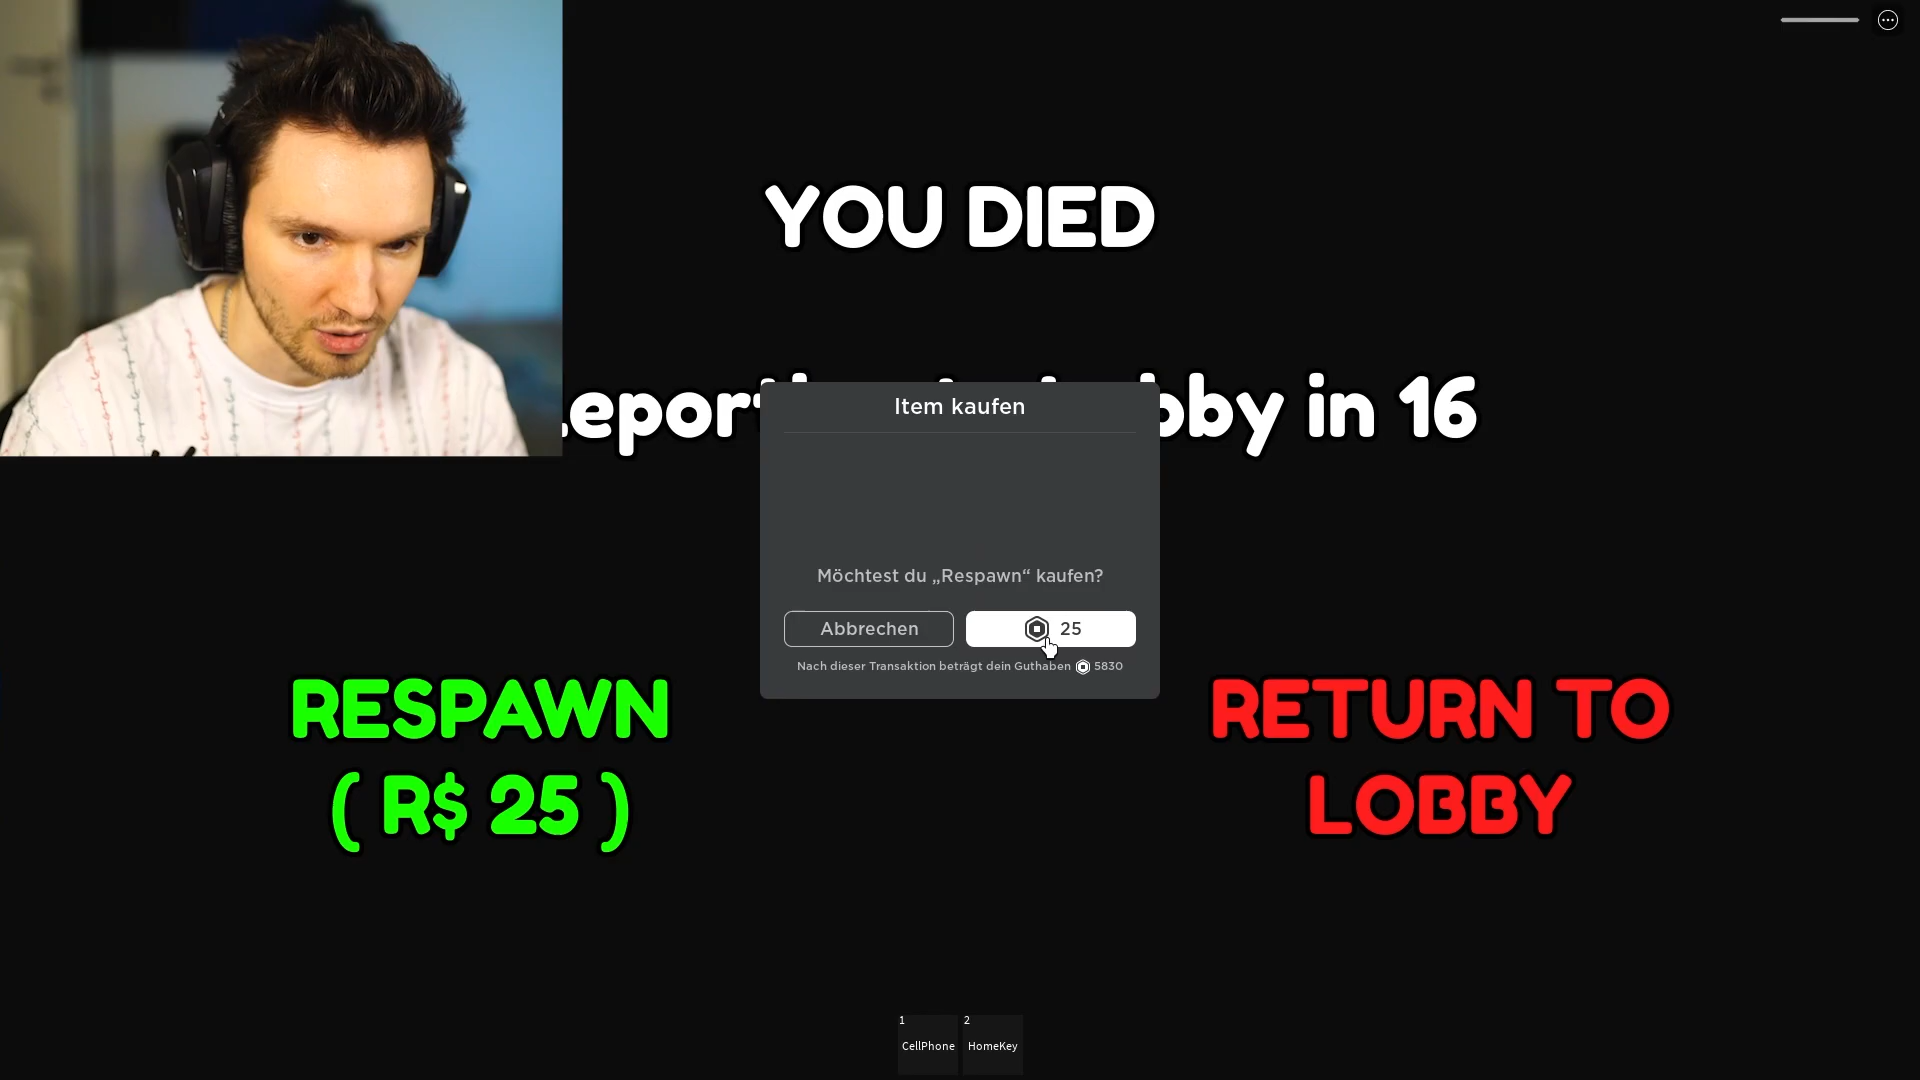 YOU DIED
oby in 16
Item kaufen
Möchtest du „Respawn“ kaufen?
Abbrechen
25
Nach dieser Transaktion beträgt dein Guthaben 5830
RESPAWN
( R$ 25 )
RETURN TO
LOBBY
1
2
CellPhone
HomeKey